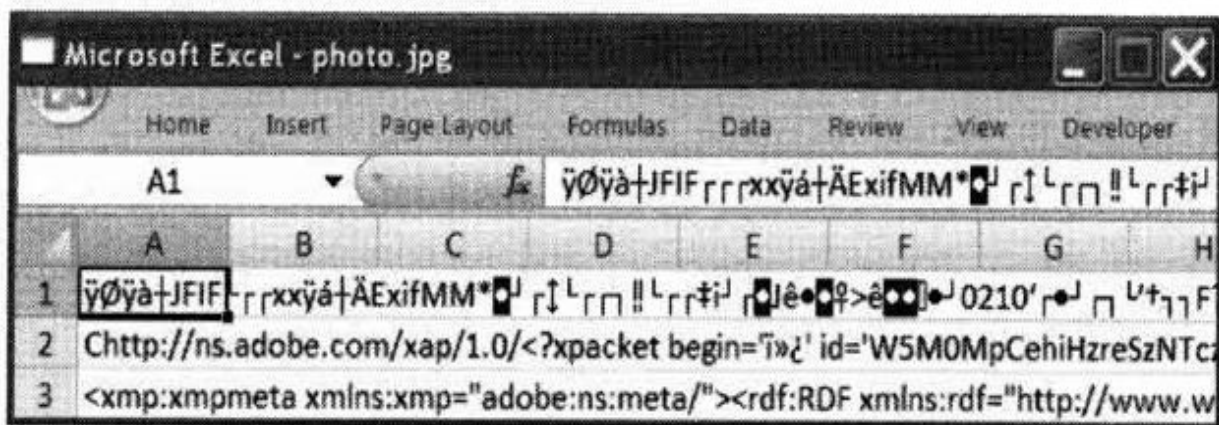 Microsoft Excel - photo.jpg
Home Insert Page Layout Formulas Data Review View Developer
A1 fx ÿØÿà┼JFIF┌┌┌xxÿá┼ÄExifMM*◘┘┌↕└┌┌┐‼└┌┌‡i┘
A B C D E F G H
1 ÿØÿà┼JFIF┼┌┌xxÿá┼ÄExifMM*◘┘┌↕└┌┌┐‼└┌┌‡i┘
2 Chttp://ns.adobe.com/xap/1.0/<?xpacket begin='ï»¿' id='W5M0MpCehiHzreSzNTcz
3 <xmp:xmpmeta xmlns:xmp="adobe:ns:meta/"><rdf:RDF xmlns:rdf="http://www.w